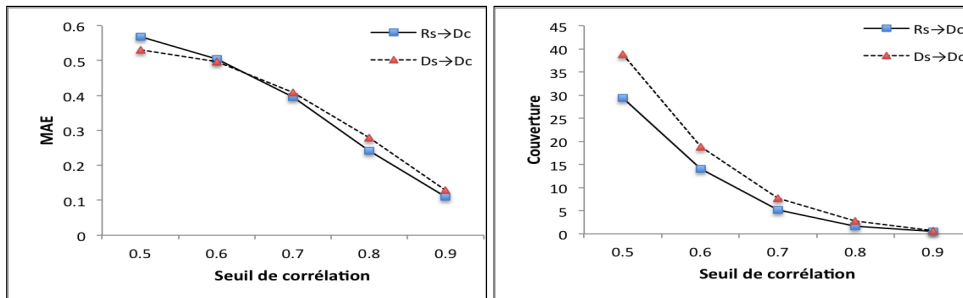 MAE
0.6
0.5
0.4
0.3
0.2
0.1
0
0.5 0.6 0.7 0.8 0.9
Seuil de corrélation
Rs→Dc
Ds→Dc
Couverture
45
40
35
30
25
20
15
10
5
0
0.5 0.6 0.7 0.8 0.9
Seuil de corrélation
Rs→Dc
Ds→Dc